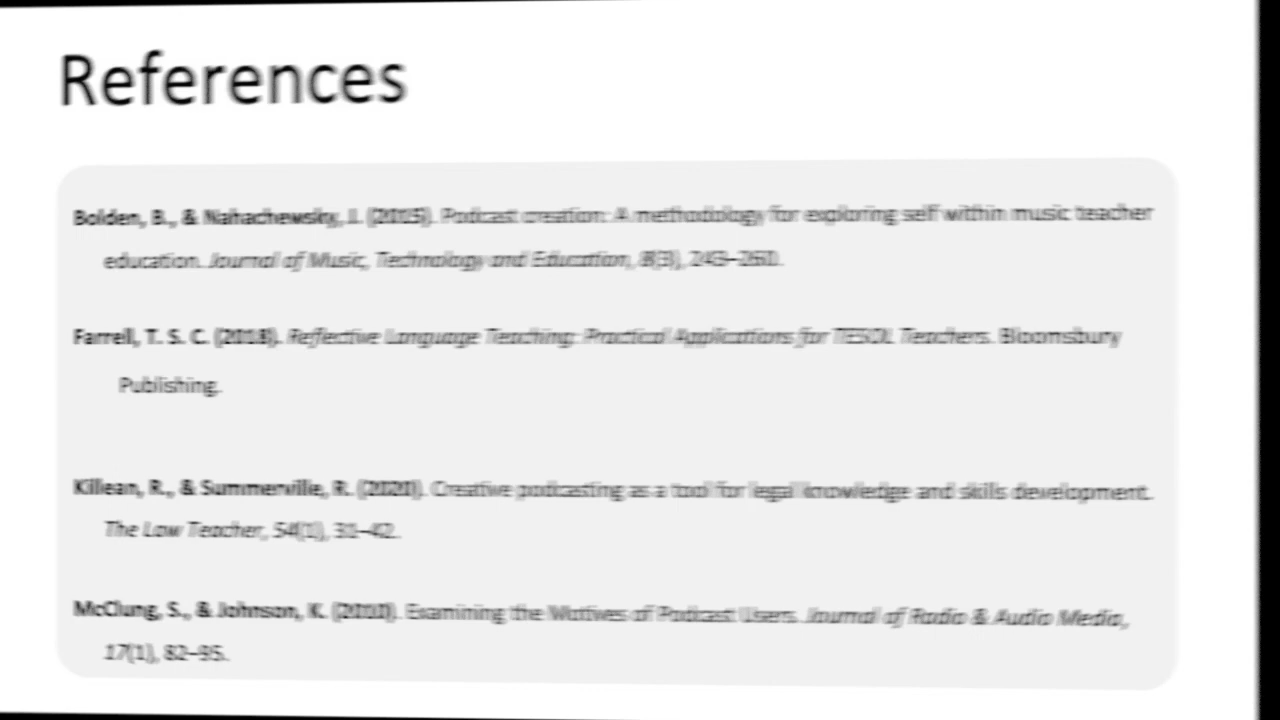 References
Bolden, B., & Nahachewsky, J. (2015). Podcast creation: A methodology for exploring self within music teacher
education. Journal of Music, Technology and Education, 8(3), 243–260.
Farrell, T. S. C. (2018). Reflective Language Teaching: Practical Applications for TESOL Teachers. Bloomsbury
Publishing.
Killean, R., & Summerville, R. (2020). Creative podcasting as a tool for legal knowledge and skills development.
The Law Teacher, 54(1), 31–42.
McClung, S., & Johnson, K. (2010). Examining the Motives of Podcast Users. Journal of Radio & Audio Media,
17(1), 82–95.